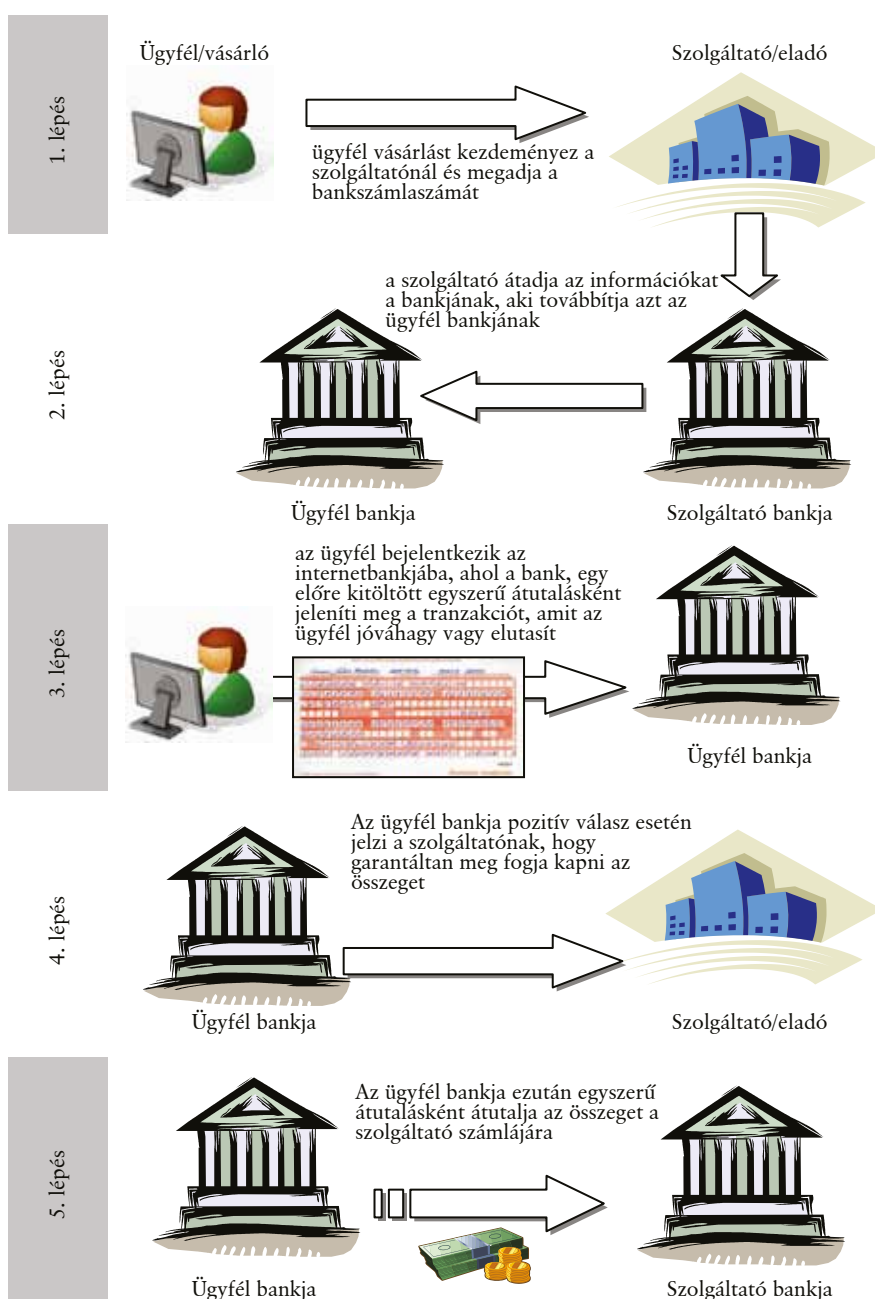 Ügyfél/vásárló
Szolgáltató/eladó
1. lépés
ügyfél vásárlást kezdeményez a
szolgáltatónál és megadja a
bankszámlaszámát
a szolgáltató átadja az információkat
a bankjának, aki továbbítja azt az
ügyfél bankjának
2. lépés
Ügyfél bankja
Szolgáltató bankja
az ügyfél bejelentkezik az
internetbankjába, ahol a bank, egy
előre kitöltött egyszerű átutalásként
jeleníti meg a tranzakciót, amit az
ügyfél jóváhagy vagy elutasít
3. lépés
Ügyfél bankja
Az ügyfél bankja pozitív válasz esetén
jelzi a szolgáltatónak, hogy
garantáltan meg fogja kapni az
összeget
4. lépés
Ügyfél bankja
Szolgáltató/eladó
Az ügyfél bankja ezután egyszerű
átutalásként átutalja az összeget a
szolgáltató számlájára
5. lépés
Ügyfél bankja
Szolgáltató bankja